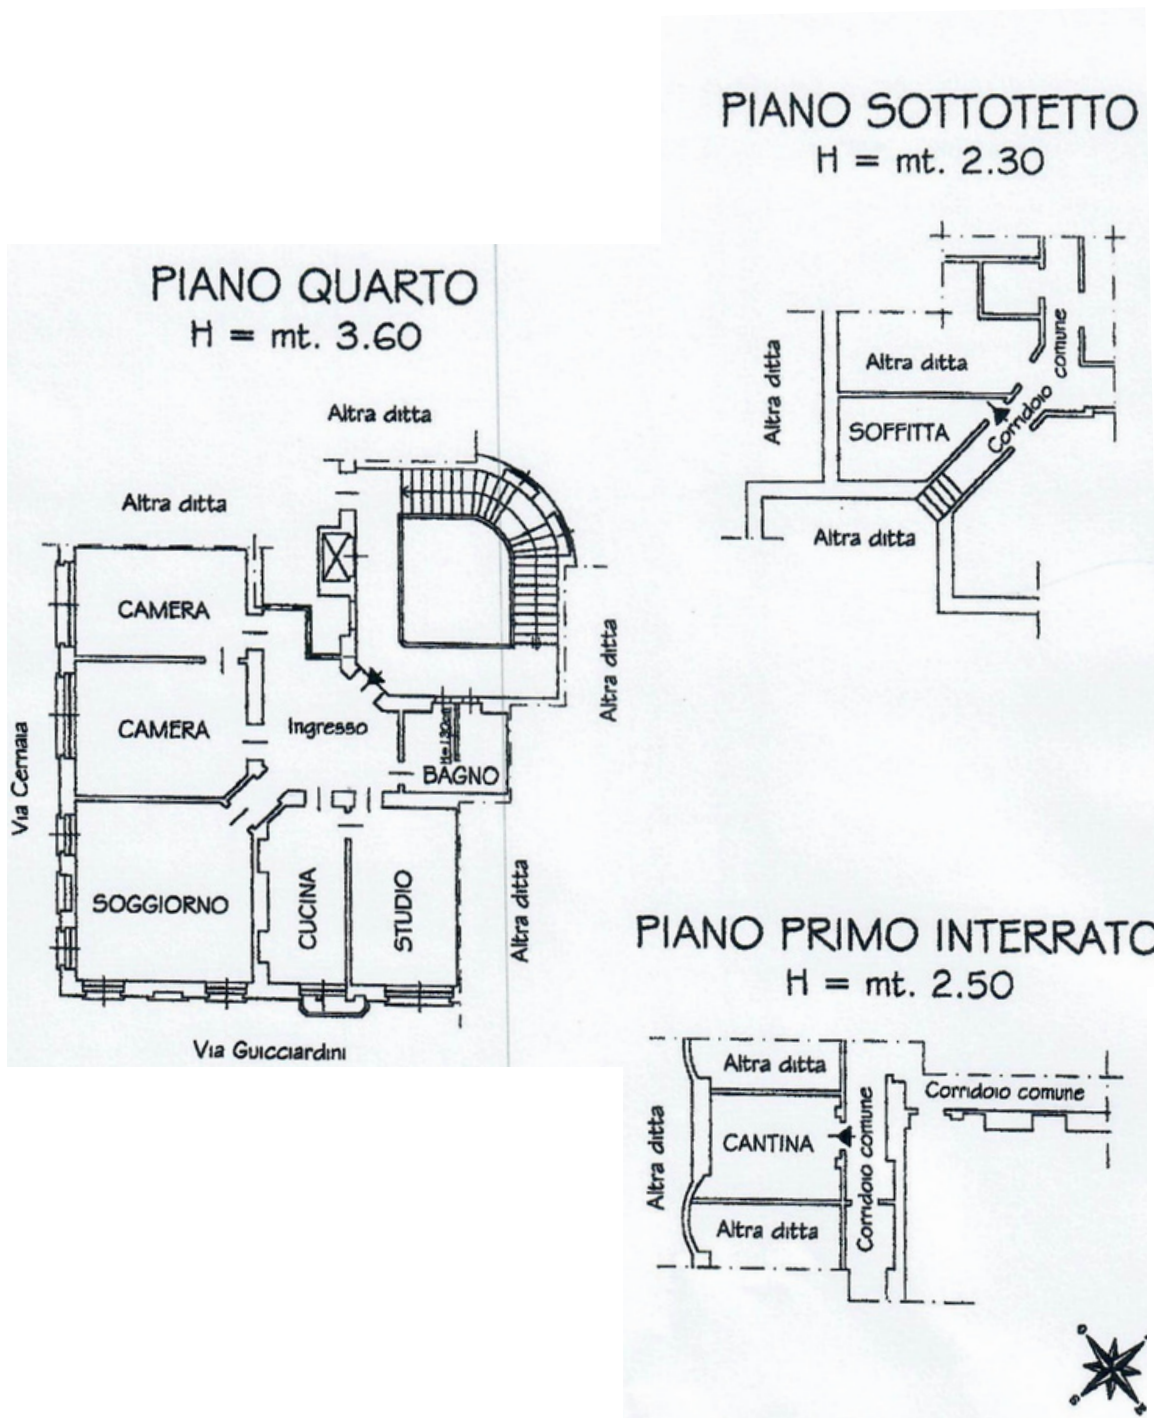 PIANO SOTTOTETTO
H = mt. 2.30
Altra ditta
Altra ditta
Corridoio comune
SOFFITTA
Altra ditta
PIANO QUARTO
H = mt. 3.60
Altra ditta
Altra ditta
CAMERA
Altra ditta
CAMERA
Ingresso
H=1.30cm
BAGNO
Via Cernaia
SOGGIORNO
CUCINA
STUDIO
Altra ditta
Via Guicciardini
PIANO PRIMO INTERRATO
H = mt. 2.50
Altra ditta
Corridoio comune
Altra ditta
CANTINA
Corridoio comune
Altra ditta